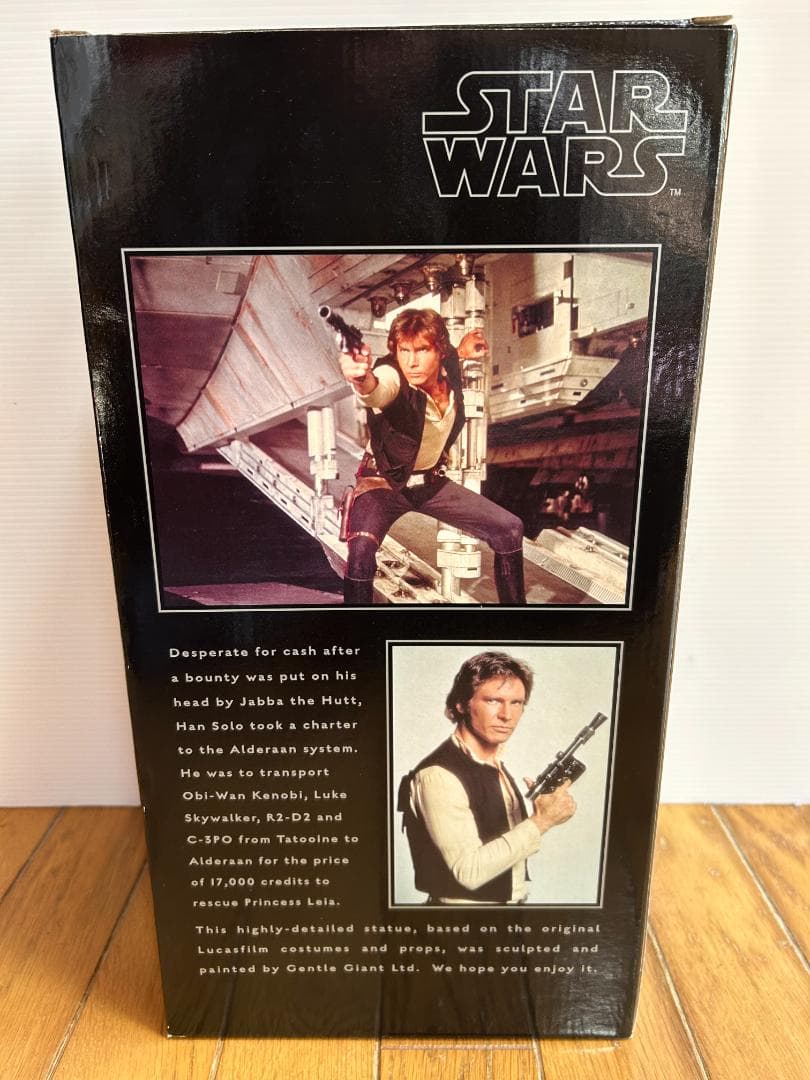 STAR
WARS
TM
Desperate for cash after
a bounty was put on his
head by Jabba the Hutt,
Han Solo took a charter
to the Alderaan system.
He was to transport
Obi-Wan Kenobi, Luke
Skywalker, R2-D2 and
C-3PO from Tatooine to
Alderaan for the price
of 17,000 credits to
rescue Princess Leia.
This highly-detailed statue, based on the original
Lucasfilm costumes and props, was sculpted and
painted by Gentle Giant Ltd. We hope you enjoy it.